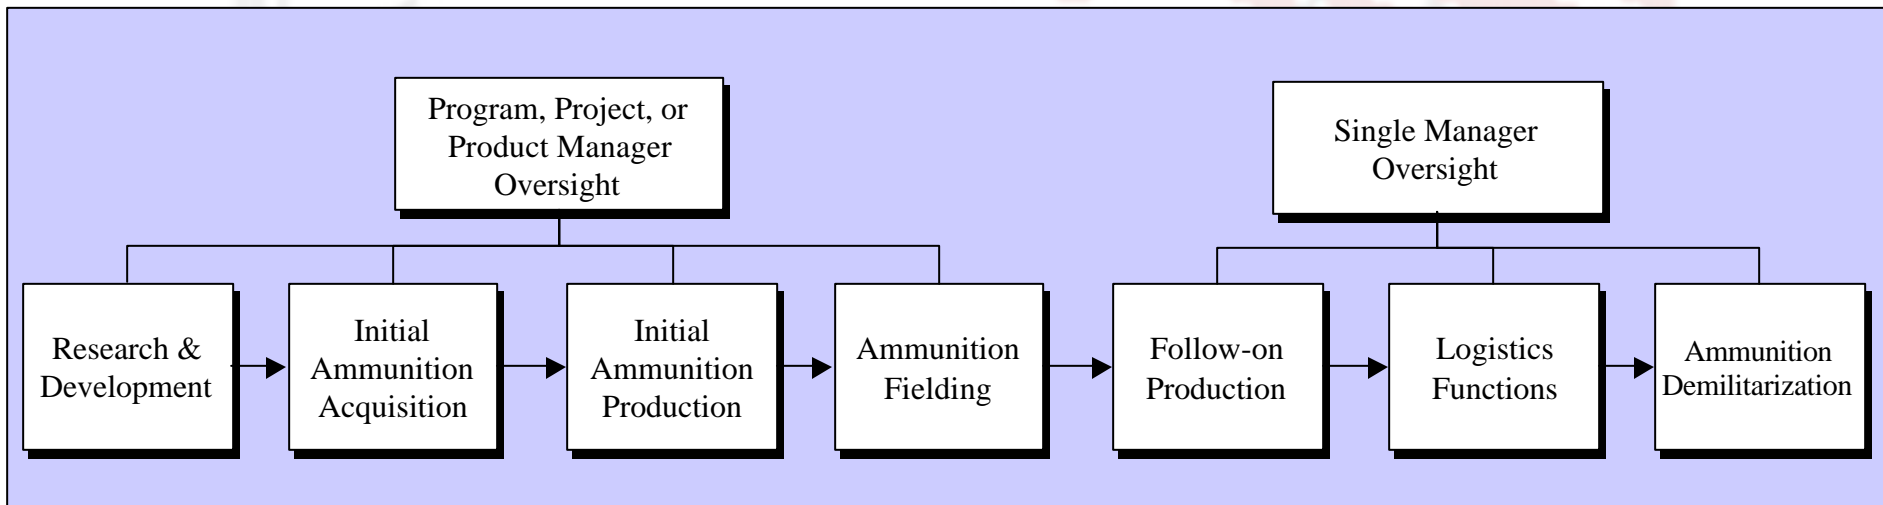 Program, Project, or
Product Manager
Oversight
Single Manager
Oversight
Research &
Development
Initial
Ammunition
Acquisition
Initial
Ammunition
Production
Ammunition
Fielding
Follow-on
Production
Logistics
Functions
Ammunition
Demilitarization